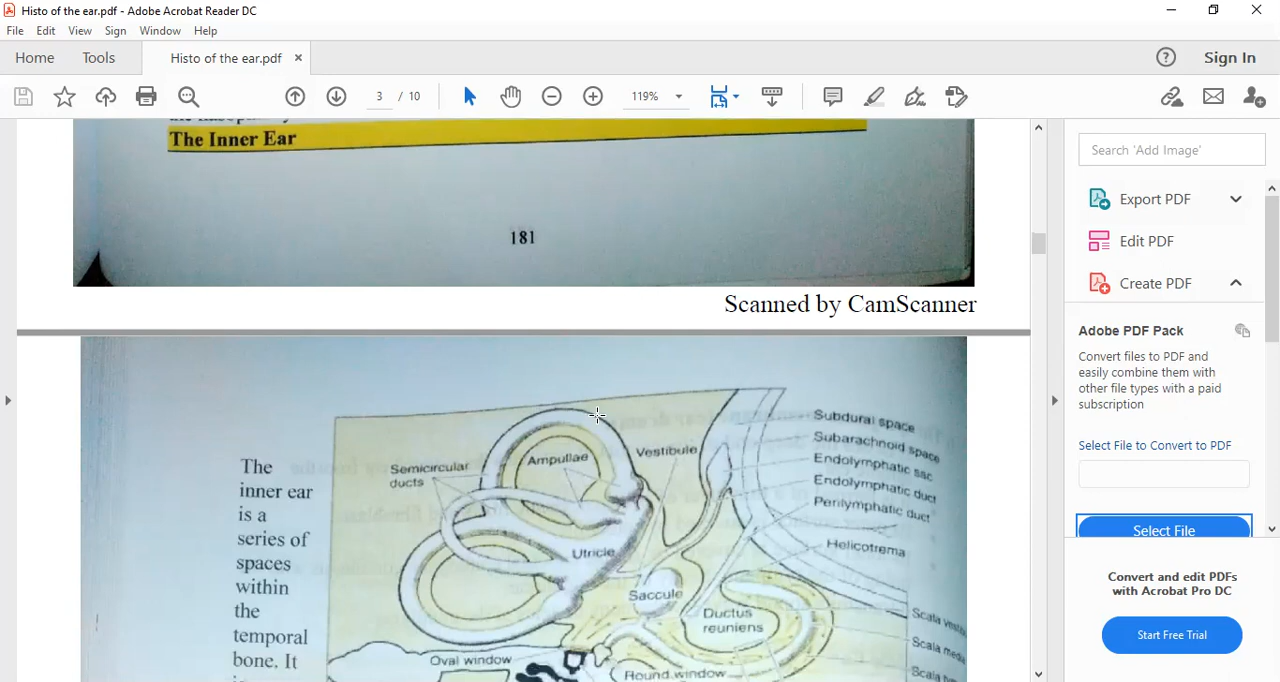 Histo of the ear.pdf - Adobe Acrobat Reader DC
File Edit View Sign Window Help
Home Tools Histo of the ear.pdf × Sign In
3 / 10 119%
The Inner Ear
181
Scanned by CamScanner
The
inner ear
is a
series of
spaces
within
the
temporal
bone. It
Semicircular
ducts
Ampullae
Vestibule
Subdural space
Subarachnoid space
Endolymphatic sac
Endolymphatic duct
Perilymphatic duct
Helicotrema
Utricle
Saccule
Ductus
reuniens
Scala
Scala
Scala
Oval window
Round window
Search 'Add Image'
Export PDF
Edit PDF
Create PDF
Adobe PDF Pack
Convert files to PDF and
easily combine them with
other file types with a paid
subscription
Select File to Convert to PDF
Select File
Convert and edit PDFs
with Acrobat Pro DC
Start Free Trial